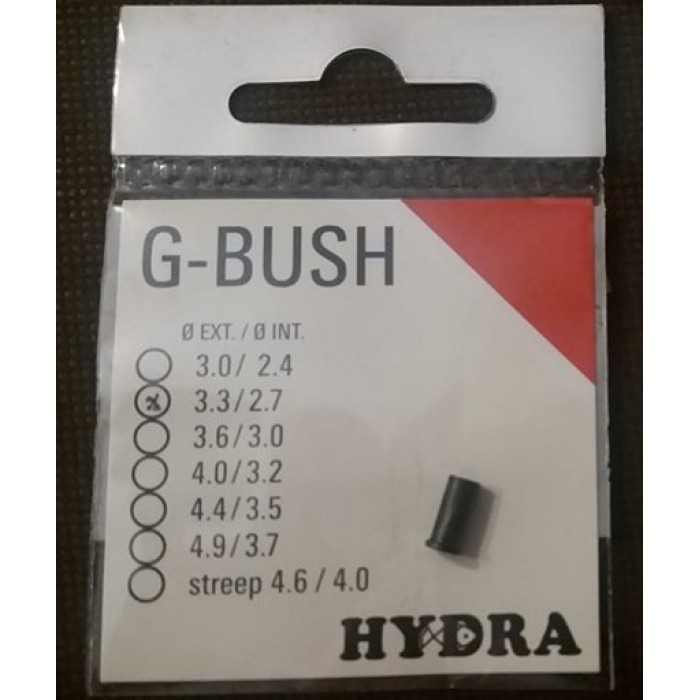 G-BUSH
Ø EXT. / Ø INT.
3.0 / 2.4
3.3 / 2.7
3.6 / 3.0
4.0 / 3.2
4.4 / 3.5
4.9 / 3.7
streep 4.6 / 4.0
HYDRA